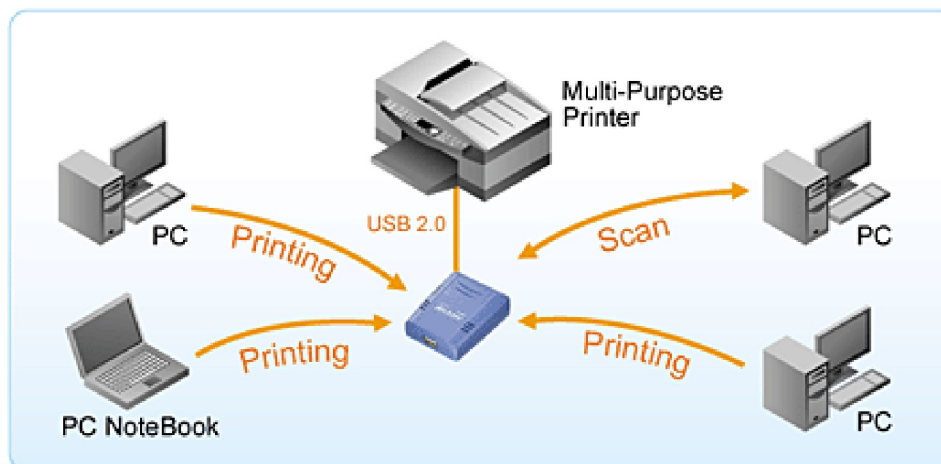 Multi-Purpose
Printer
PC
Printing
USB 2.0
Scan
PC
Printing
PC NoteBook
Printing
PC